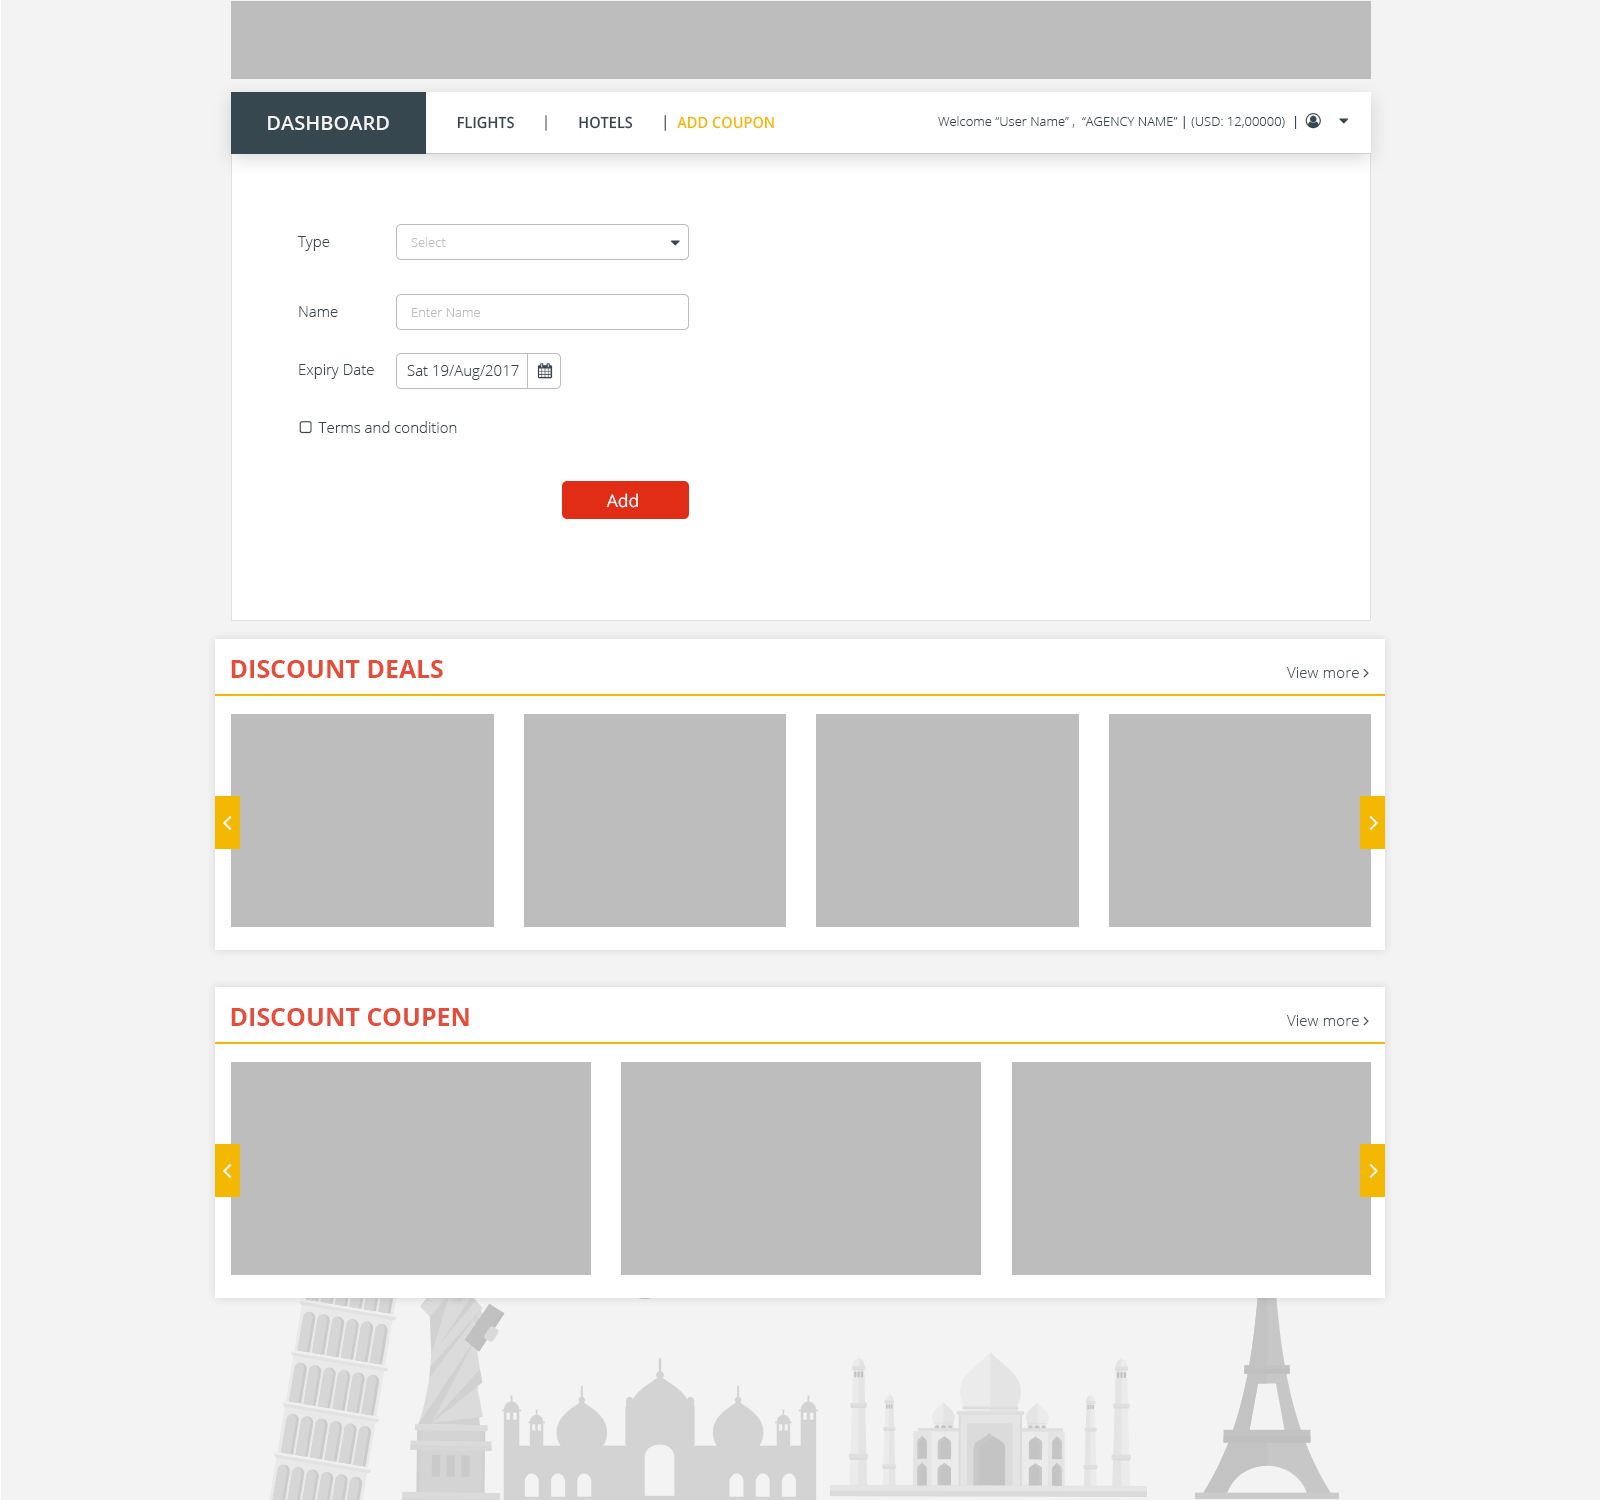 DASHBOARD FLIGHTS | HOTELS | ADD COUPON Welcome “User Name” , “AGENCY NAME” | (USD: 12,00000) |
Type Select
Name Enter Name
Expiry Date Sat 19/Aug/2017
Terms and condition
Add
DISCOUNT DEALS View more >
DISCOUNT COUPEN View more >